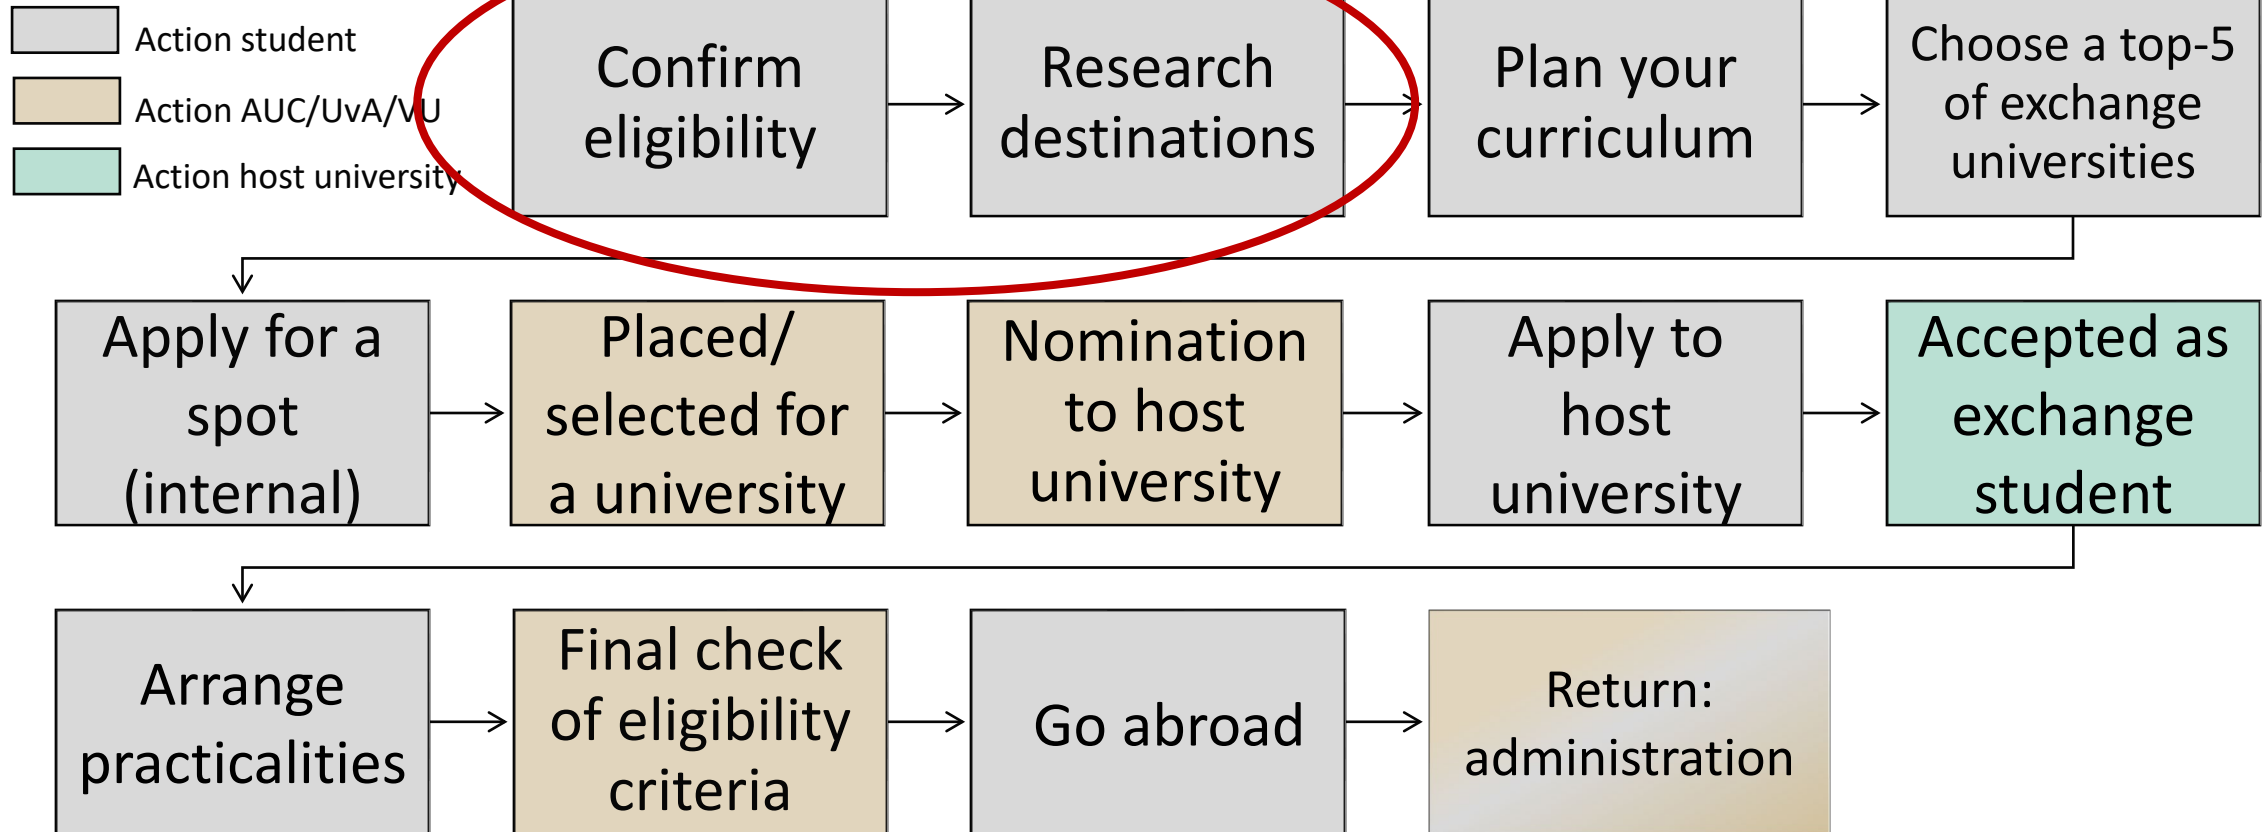 Action student
Action AUC/UvA/VU
Action host university
Confirm
eligibility
Research
destinations
Plan your
curriculum
Choose a top-5
of exchange
universities
Apply for a
spot
(internal)
Placed/
selected for
a university
Nomination
to host
university
Apply to
host
university
Accepted as
exchange
student
Arrange
practicalities
Final check
of eligibility
criteria
Go abroad
Return:
administration